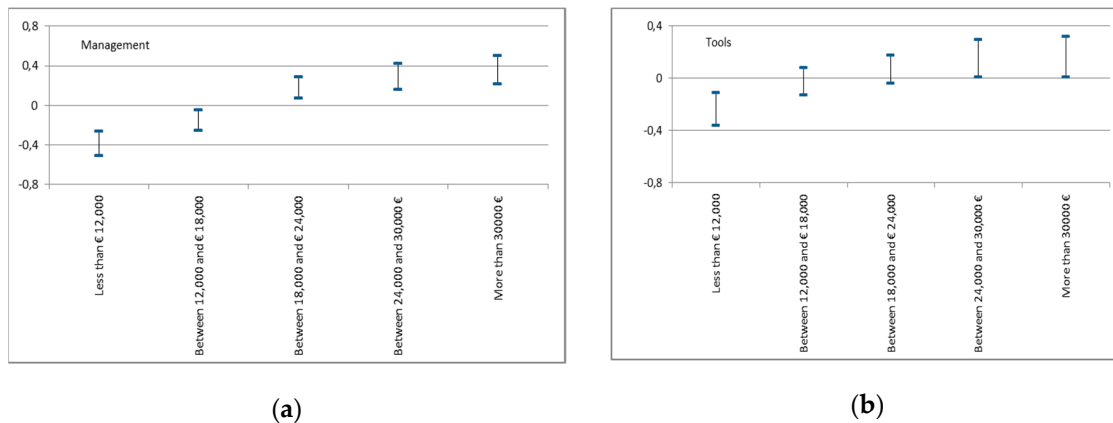 Management
0,8
0,4
0
-0,4
-0,8
Less than € 12,000
Between 12,000 and € 18,000
Between 18,000 and € 24,000
Between 24,000 and 30,000 €
More than 30000 €
(a)
Tools
0,4
0
-0,4
-0,8
Less than € 12,000
Between 12,000 and € 18,000
Between 18,000 and € 24,000
Between 24,000 and 30,000 €
More than 30000 €
(b)